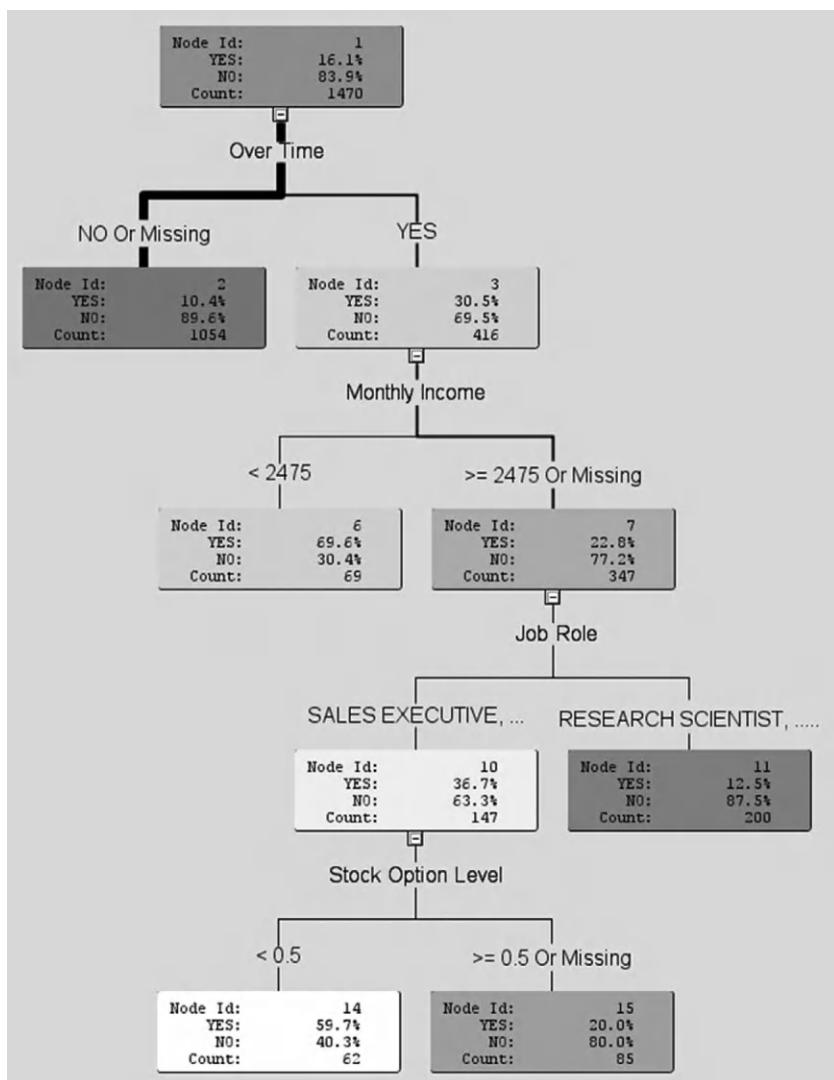 Node Id: 1
YES: 16.1%
NO: 83.9%
Count: 1470
Over Time
NO Or Missing
YES
Node Id: 2
YES: 10.4%
NO: 89.6%
Count: 1054
Node Id: 3
YES: 30.5%
NO: 69.5%
Count: 416
Monthly Income
< 2475
>= 2475 Or Missing
Node Id: 6
YES: 69.6%
NO: 30.4%
Count: 69
Node Id: 7
YES: 22.8%
NO: 77.2%
Count: 347
Job Role
SALES EXECUTIVE, ...
RESEARCH SCIENTIST, .....
Node Id: 10
YES: 36.7%
NO: 63.3%
Count: 147
Node Id: 11
YES: 12.5%
NO: 87.5%
Count: 200
Stock Option Level
< 0.5
>= 0.5 Or Missing
Node Id: 14
YES: 59.7%
NO: 40.3%
Count: 62
Node Id: 15
YES: 20.0%
NO: 80.0%
Count: 85